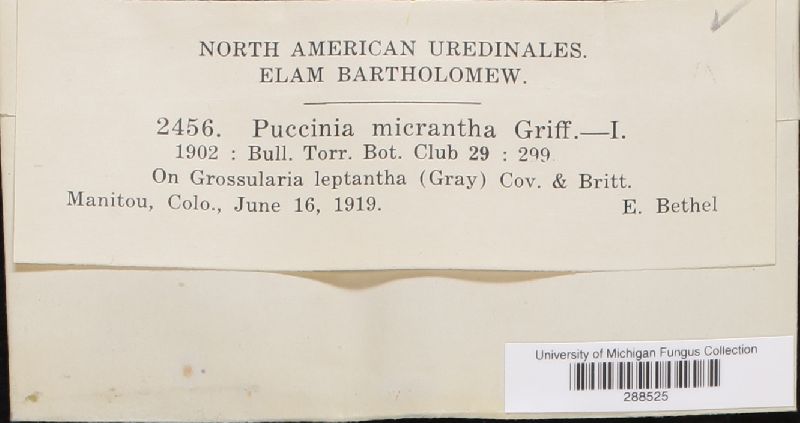 NORTH AMERICAN UREDINALES.
ELAM BARTHOLOMEW.
2456. Puccinia micrantha Griff.—I.
1902 : Bull. Torr. Bot. Club 29 : 299
On Grossularia leptantha (Gray) Cov. & Britt.
Manitou, Colo., June 16, 1919. E. Bethel
University of Michigan Fungus Collection
288525